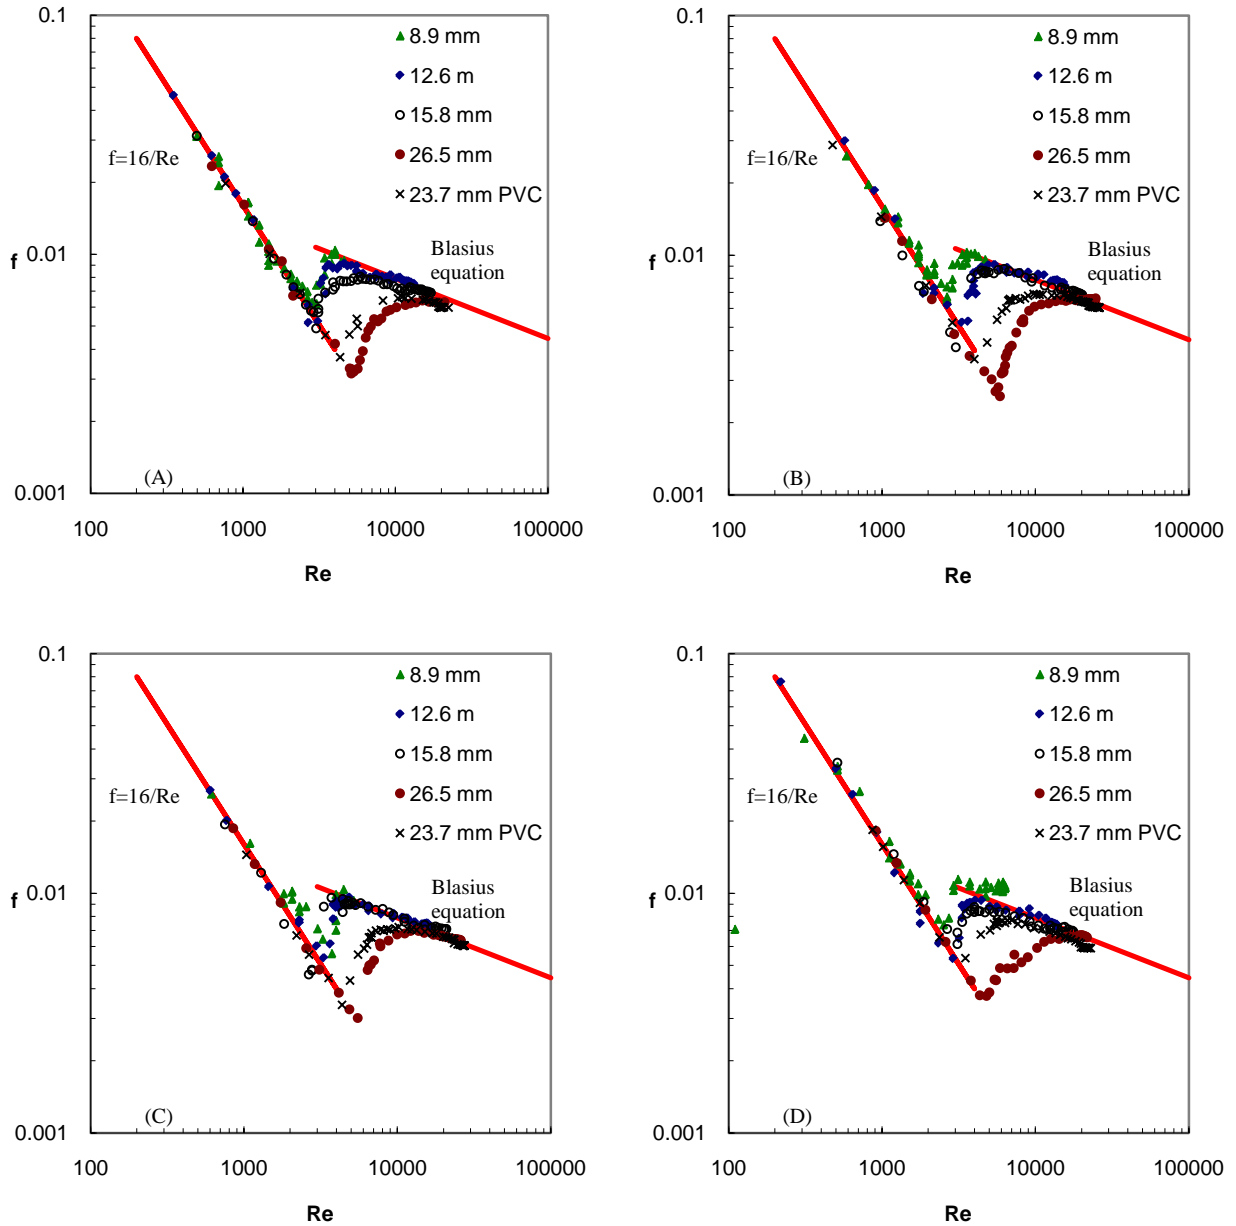 0.1
8.9 mm
12.6 m
15.8 mm
f=16/Re
26.5 mm
23.7 mm PVC
0.01
f
Blasius
equation
(A)
0.001
100
1000
10000
100000
Re
0.1
8.9 mm
12.6 m
15.8 mm
f=16/Re
26.5 mm
23.7 mm PVC
0.01
f
Blasius
equation
(B)
0.001
100
1000
10000
100000
Re
0.1
8.9 mm
12.6 m
15.8 mm
f=16/Re
26.5 mm
23.7 mm PVC
0.01
f
Blasius
equation
(C)
0.001
100
1000
10000
100000
Re
0.1
8.9 mm
12.6 m
15.8 mm
f=16/Re
26.5 mm
23.7 mm PVC
0.01
f
Blasius
equation
(D)
0.001
100
1000
10000
100000
Re